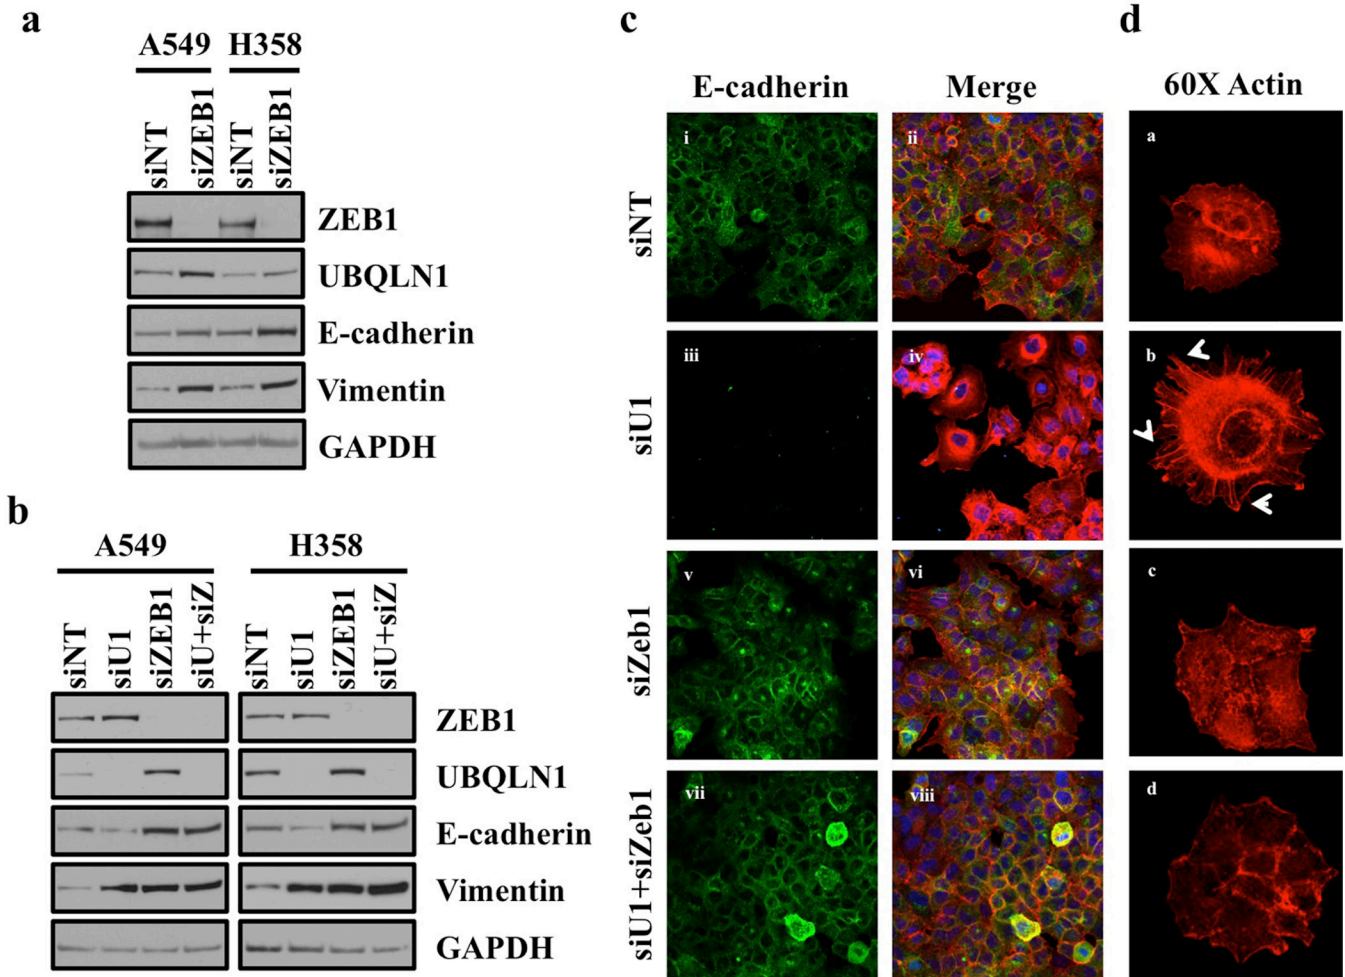 a
A549 H358
siNT siZEB1 siNT siZEB1
ZEB1
UBQLN1
E-cadherin
Vimentin
GAPDH
b
A549 H358
siNT siU1 siZEB1 siU+siZ siNT siU1 siZEB1 siU+siZ
ZEB1
UBQLN1
E-cadherin
Vimentin
GAPDH
c
E-cadherin Merge
siNT
i ii
siU1
iii iv
siZeb1
v vi
siU1+siZeb1
vii viii
d
60X Actin
a
b
c
d